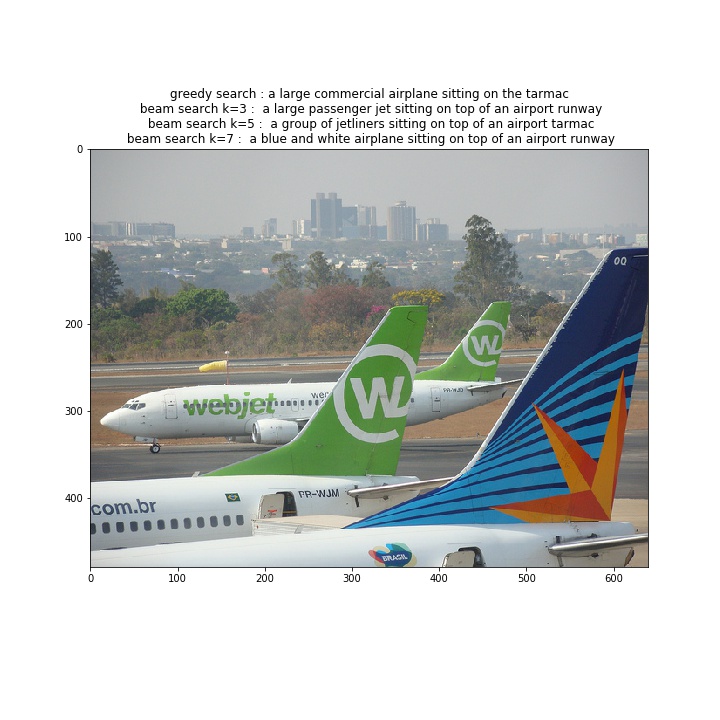 greedy search : a large commercial airplane sitting on the tarmac
beam search k=3 : a large passenger jet sitting on top of an airport runway
beam search k=5 : a group of jetliners sitting on top of an airport tarmac
beam search k=7 : a blue and white airplane sitting on top of an airport runway
0
100
200
300
400
0 100 200 300 400 500 600
OQ
W
W
webjet
PR-WJM
com.br
BRASIL